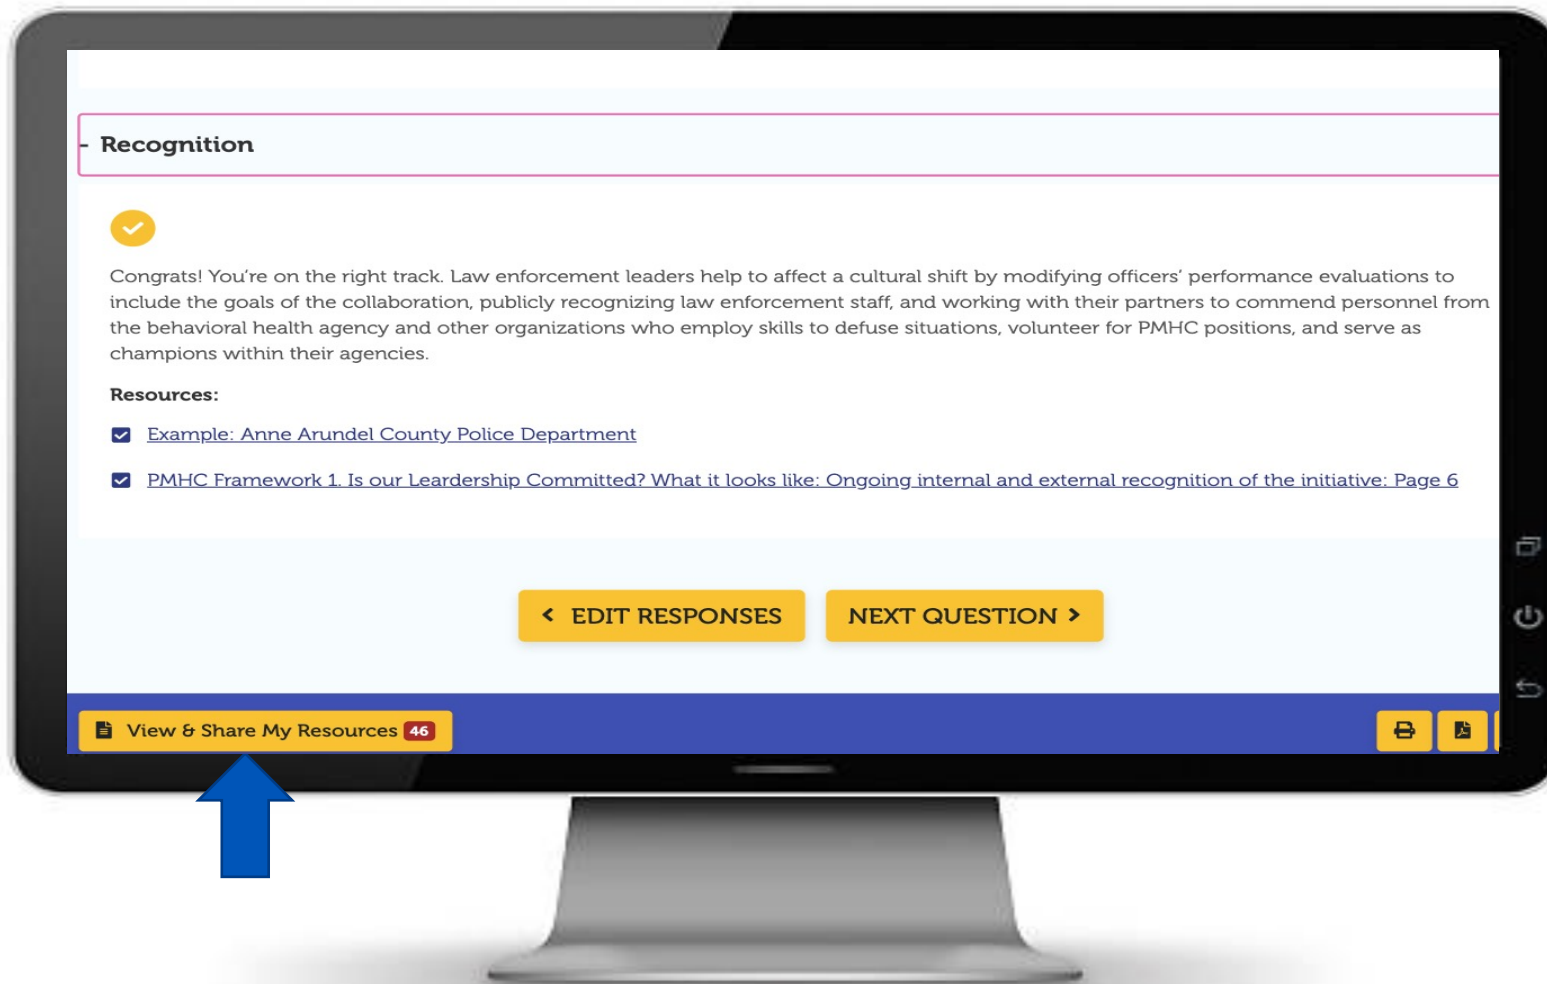 - Recognition
Congrats! You're on the right track. Law enforcement leaders help to affect a cultural shift by modifying officers' performance evaluations to
include the goals of the collaboration, publicly recognizing law enforcement staff, and working with their partners to commend personnel from
the behavioral health agency and other organizations who employ skills to defuse situations, volunteer for PMHC positions, and serve as
champions within their agencies.
Resources:
Example: Anne Arundel County Police Department
PMHC Framework 1. Is our Leardership Committed? What it looks like: Ongoing internal and external recognition of the initiative: Page 6
< EDIT RESPONSES
NEXT QUESTION >
View & Share My Resources 46